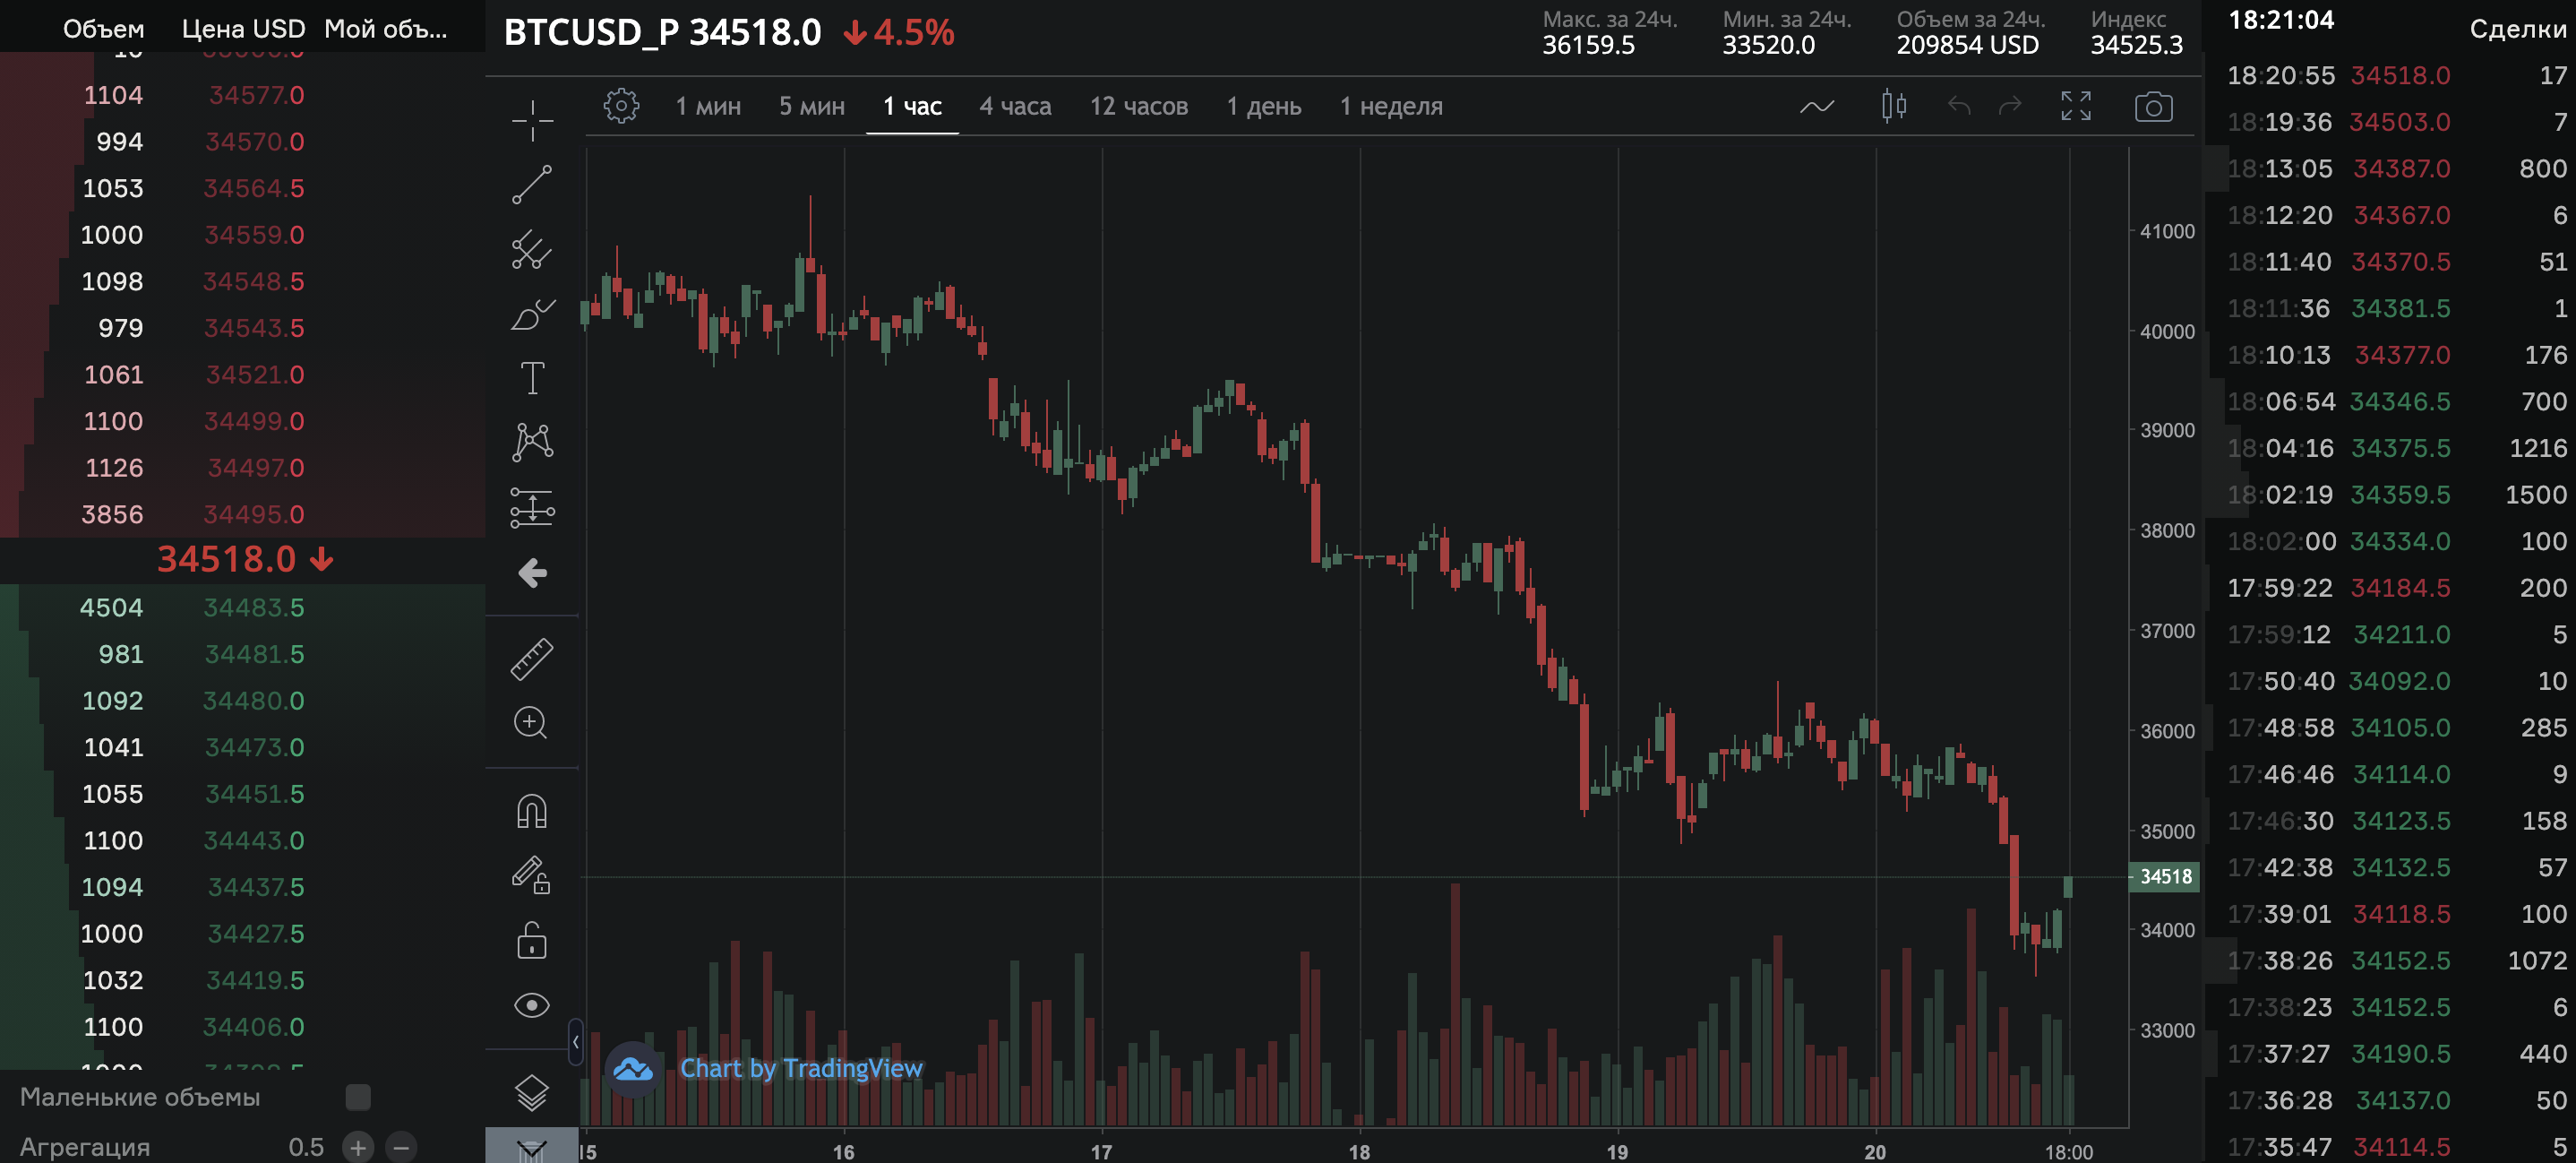 Объем Цена USD Мой объ...
1104 34577.0
994 34570.0
1053 34564.5
1000 34559.0
1098 34548.5
979 34543.5
1061 34521.0
1100 34499.0
1126 34497.0
3856 34495.0
34518.0
4504 34483.5
981 34481.5
1092 34480.0
1041 34473.0
1055 34451.5
1100 34443.0
1094 34437.5
1000 34427.5
1032 34419.5
1100 34406.0
Маленькие объемы
Агрегация 0.5 + −
BTCUSD_P 34518.0 4.5%
Макс. за 24ч. Мин. за 24ч. Объем за 24ч. Индекс
36159.5 33520.0 209854 USD 34525.3
1 мин 5 мин 1 час 4 часа 12 часов 1 день 1 неделя
41000
40000
39000
38000
37000
36000
35000
34518
34000
33000
Chart by TradingView
15 16 17 18 19 20 18:00
18:21:04 Сделки
18:20:55 34518.0 17
18:19:36 34503.0 7
18:13:05 34387.0 800
18:12:20 34367.0 6
18:11:40 34370.5 51
18:11:36 34381.5 1
18:10:13 34377.0 176
18:06:54 34346.5 700
18:04:16 34375.5 1216
18:02:19 34359.5 1500
18:02:00 34334.0 100
17:59:22 34184.5 200
17:59:12 34211.0 5
17:50:40 34092.0 10
17:48:58 34105.0 285
17:46:46 34114.0 9
17:46:30 34123.5 158
17:42:38 34132.5 57
17:39:01 34118.5 100
17:38:26 34152.5 1072
17:38:23 34152.5 6
17:37:27 34190.5 440
17:36:28 34137.0 50
17:35:47 34114.5 5